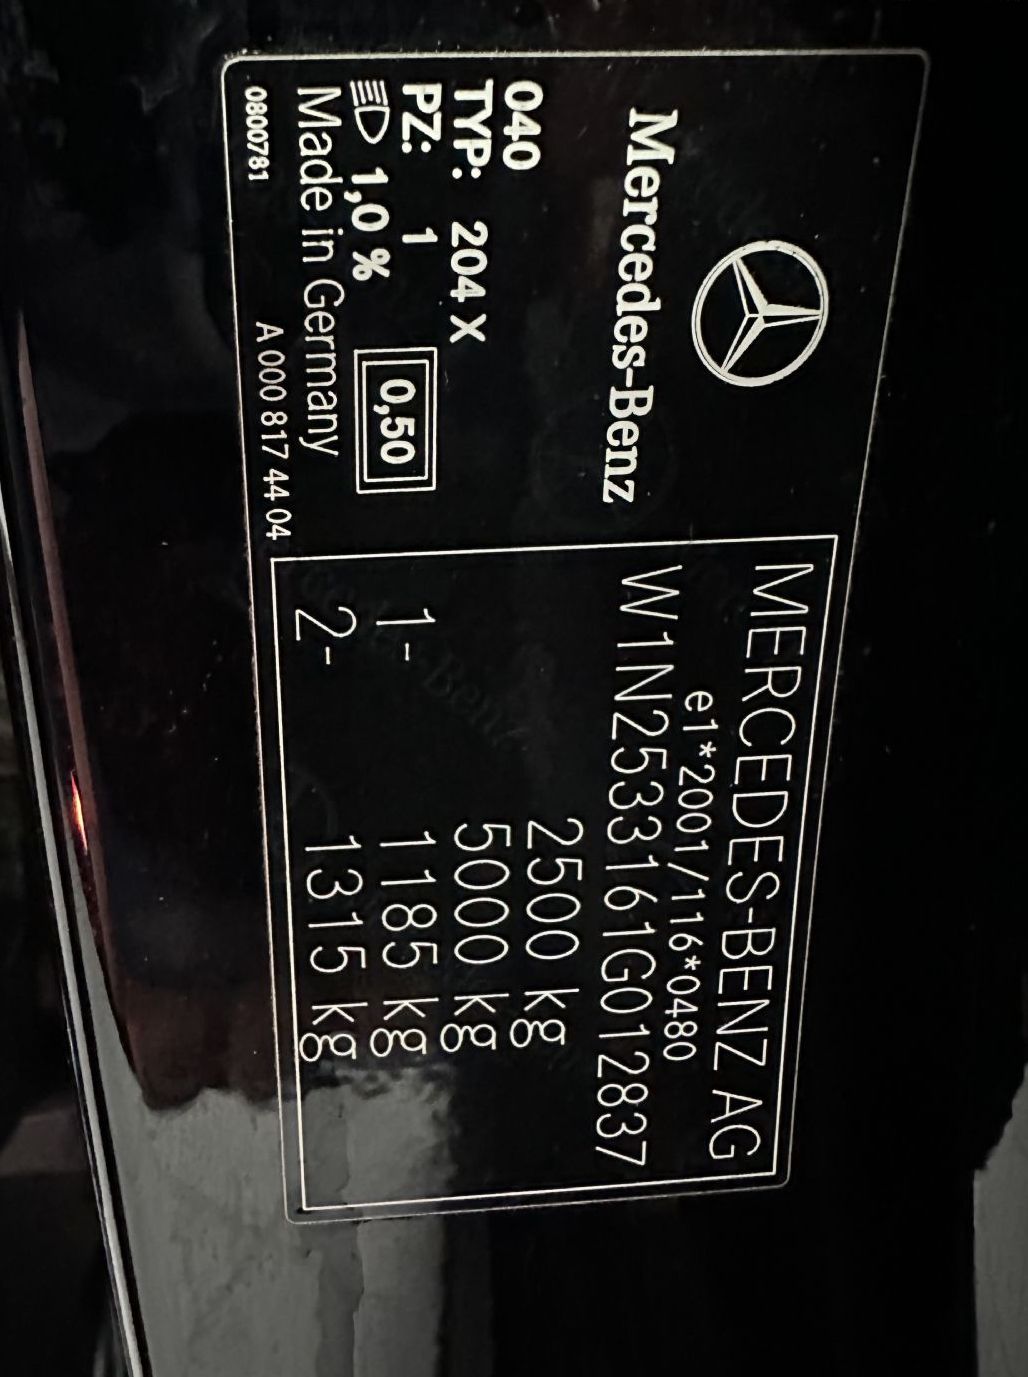 Mercedes-Benz
040
TYP: 204 X
PZ: 1
1,0 %
0,50
Made in Germany
0800781
A 000 817 44 04
MERCEDES-BENZ AG
e1*2001/116*0480
W1N2533161G012837
2500 kg
5000 kg
1- 1185 kg
2- 1315 kg